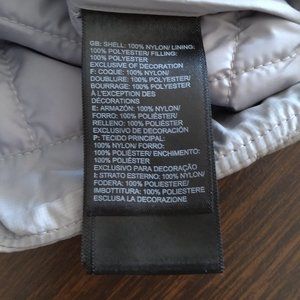 GB: SHELL: 100% NYLON/ LINING:
100% POLYESTER/ FILLING:
100% POLYESTER
EXCLUSIVE OF DECORATION
F: COQUE: 100% NYLON/
DOUBLURE: 100% POLYESTER/
BOURRAGE: 100% POLYESTER
À L'EXCEPTION DES
DÉCORATIONS
E: ARMAZÓN: 100% NYLON/
FORRO: 100% POLIÉSTER/
RELLENO: 100% POLIÉSTER
EXCLUSIVO DE DECORACIÓN
P: TECIDO PRINCIPAL:
100% NYLON/ FORRO:
100% POLIÉSTER/ ENCHIMENTO:
100% POLIÉSTER
EXCLUSIVO PARA DECORAÇÃO
I: STRATO ESTERNO: 100% NYLON/
FODERA: 100% POLIESTERE/
IMBOTTITURA: 100% POLIESTERE
ESCLUSA LA DECORAZIONE